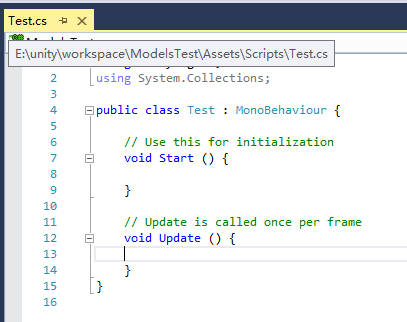 Test.cs
E:\unity\workspace\ModelsTest\Assets\Scripts\Test.cs
2 using System.Collections;
3
4 public class Test : MonoBehaviour {
5
6 // Use this for initialization
7 void Start () {
8
9 }
10
11 // Update is called once per frame
12 void Update () {
13
14 }
15 }
16